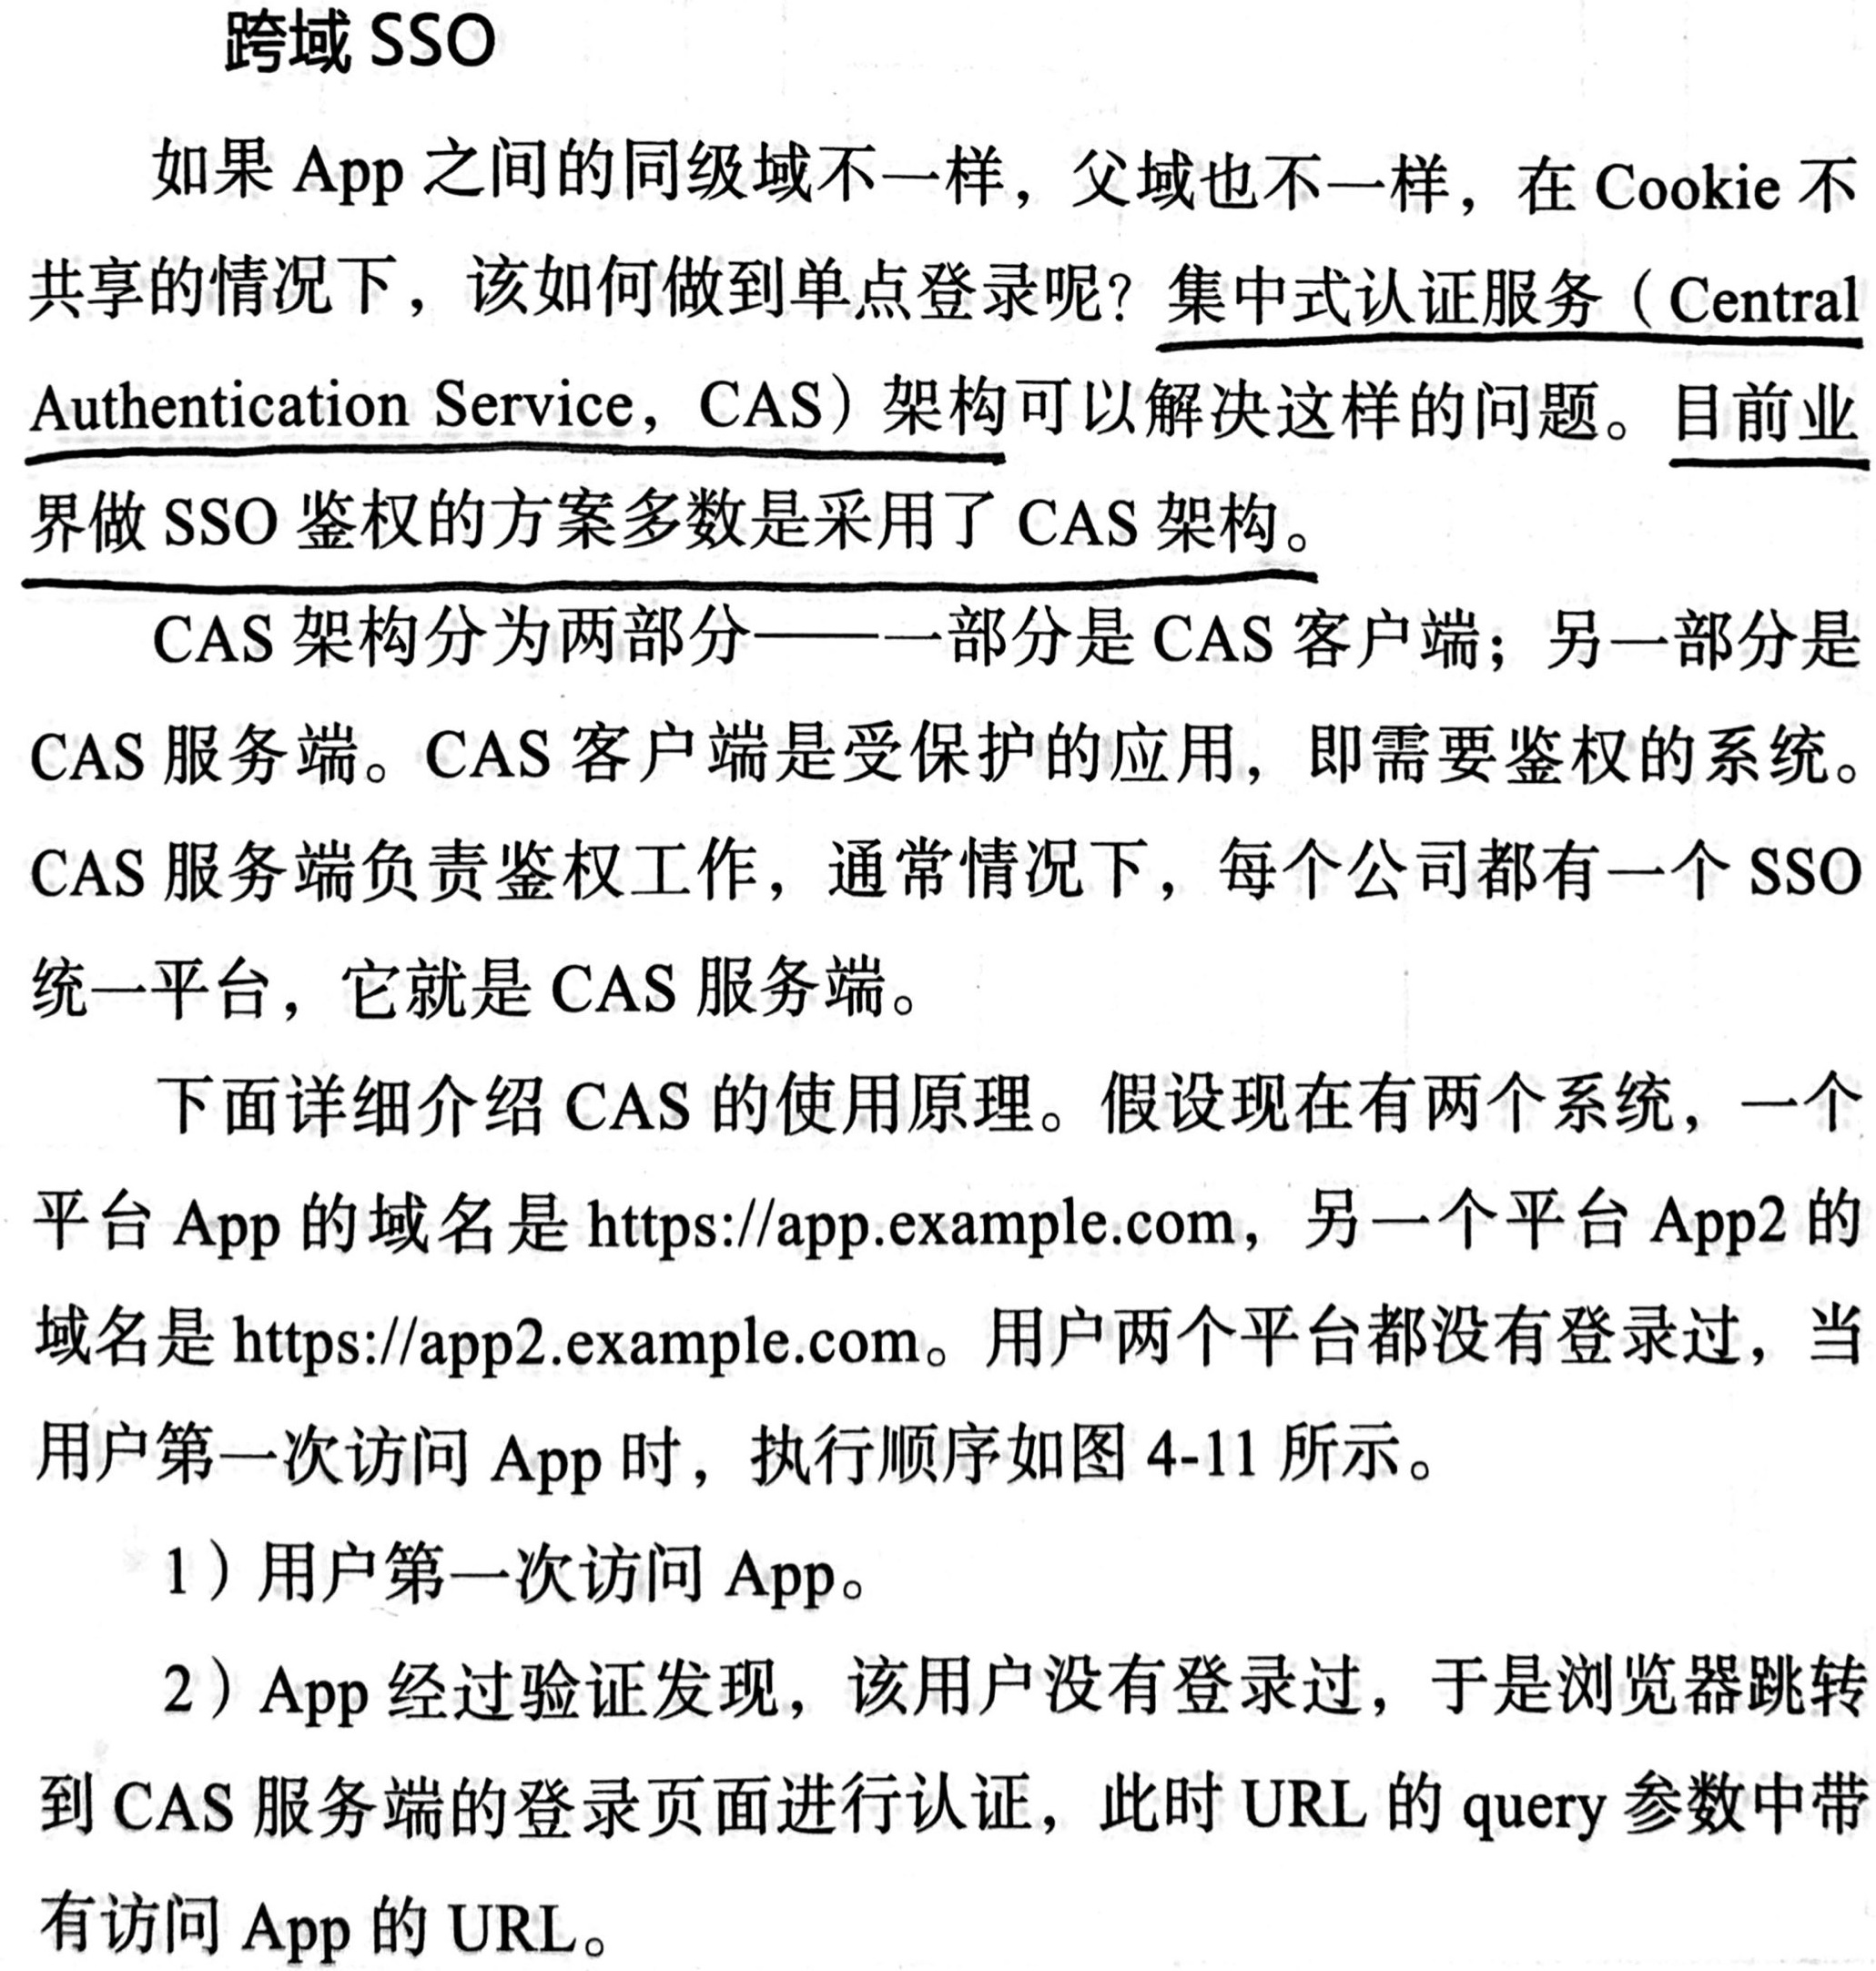 跨域 SSO
如果 App 之间的同级域不一样，父域也不一样，在 Cookie 不
共享的情况下，该如何做到单点登录呢？集中式认证服务（Central
Authentication Service，CAS）架构可以解决这样的问题。目前业
界做 SSO 鉴权的方案多数是采用了 CAS 架构。
CAS 架构分为两部分——一部分是 CAS 客户端；另一部分是
CAS 服务端。CAS 客户端是受保护的应用，即需要鉴权的系统。
CAS 服务端负责鉴权工作，通常情况下，每个公司都有一个 SSO
统一平台，它就是 CAS 服务端。
下面详细介绍 CAS 的使用原理。假设现在有两个系统，一个
平台 App 的域名是 https://app.example.com，另一个平台 App2 的
域名是 https://app2.example.com。用户两个平台都没有登录过，当
用户第一次访问 App 时，执行顺序如图 4-11 所示。
1）用户第一次访问 App。
2）App 经过验证发现，该用户没有登录过，于是浏览器跳转
到 CAS 服务端的登录页面进行认证，此时 URL 的 query 参数中带
有访问 App 的 URL。